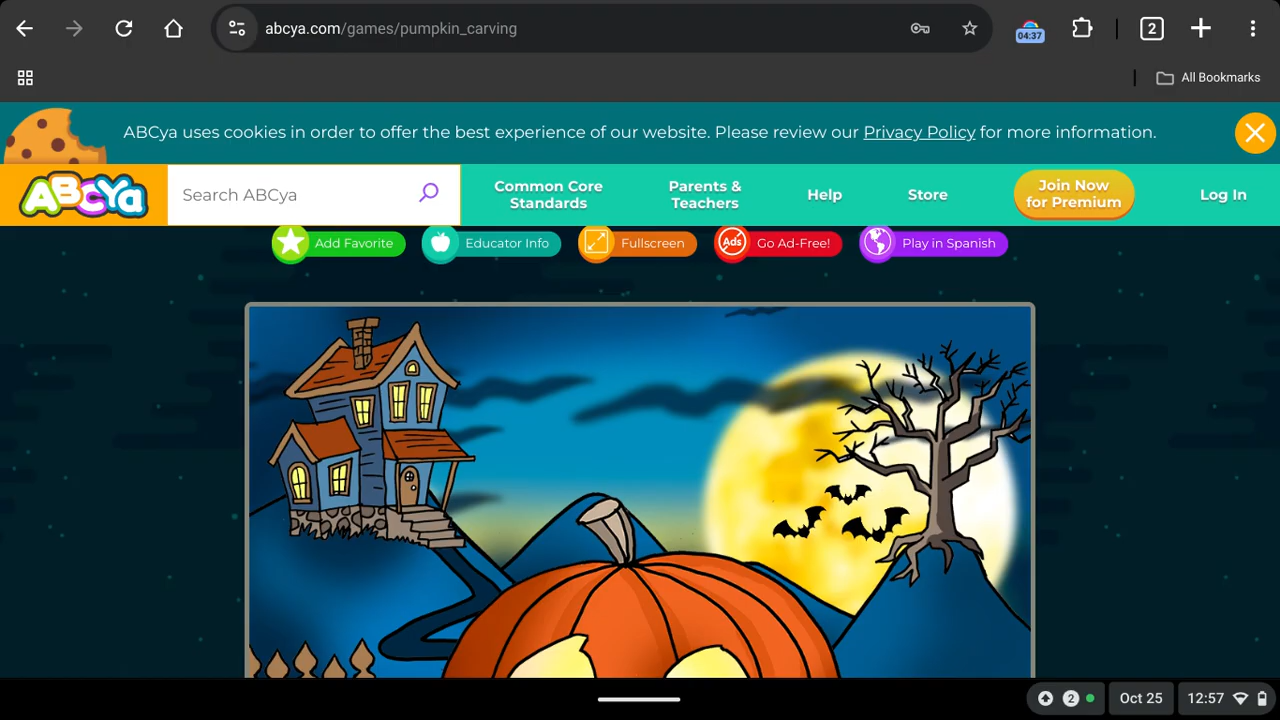 abcya.com/games/pumpkin_carving
04:37
2
All Bookmarks
ABCya uses cookies in order to offer the best experience of our website. Please review our Privacy Policy for more information.
ABCYa
Search ABCya
Common Core
Standards
Parents &
Teachers
Help
Store
Join Now
for Premium
Log In
Add Favorite
Educator Info
Fullscreen
Ads
Go Ad-Free!
Play in Spanish
2
Oct 25
12:57